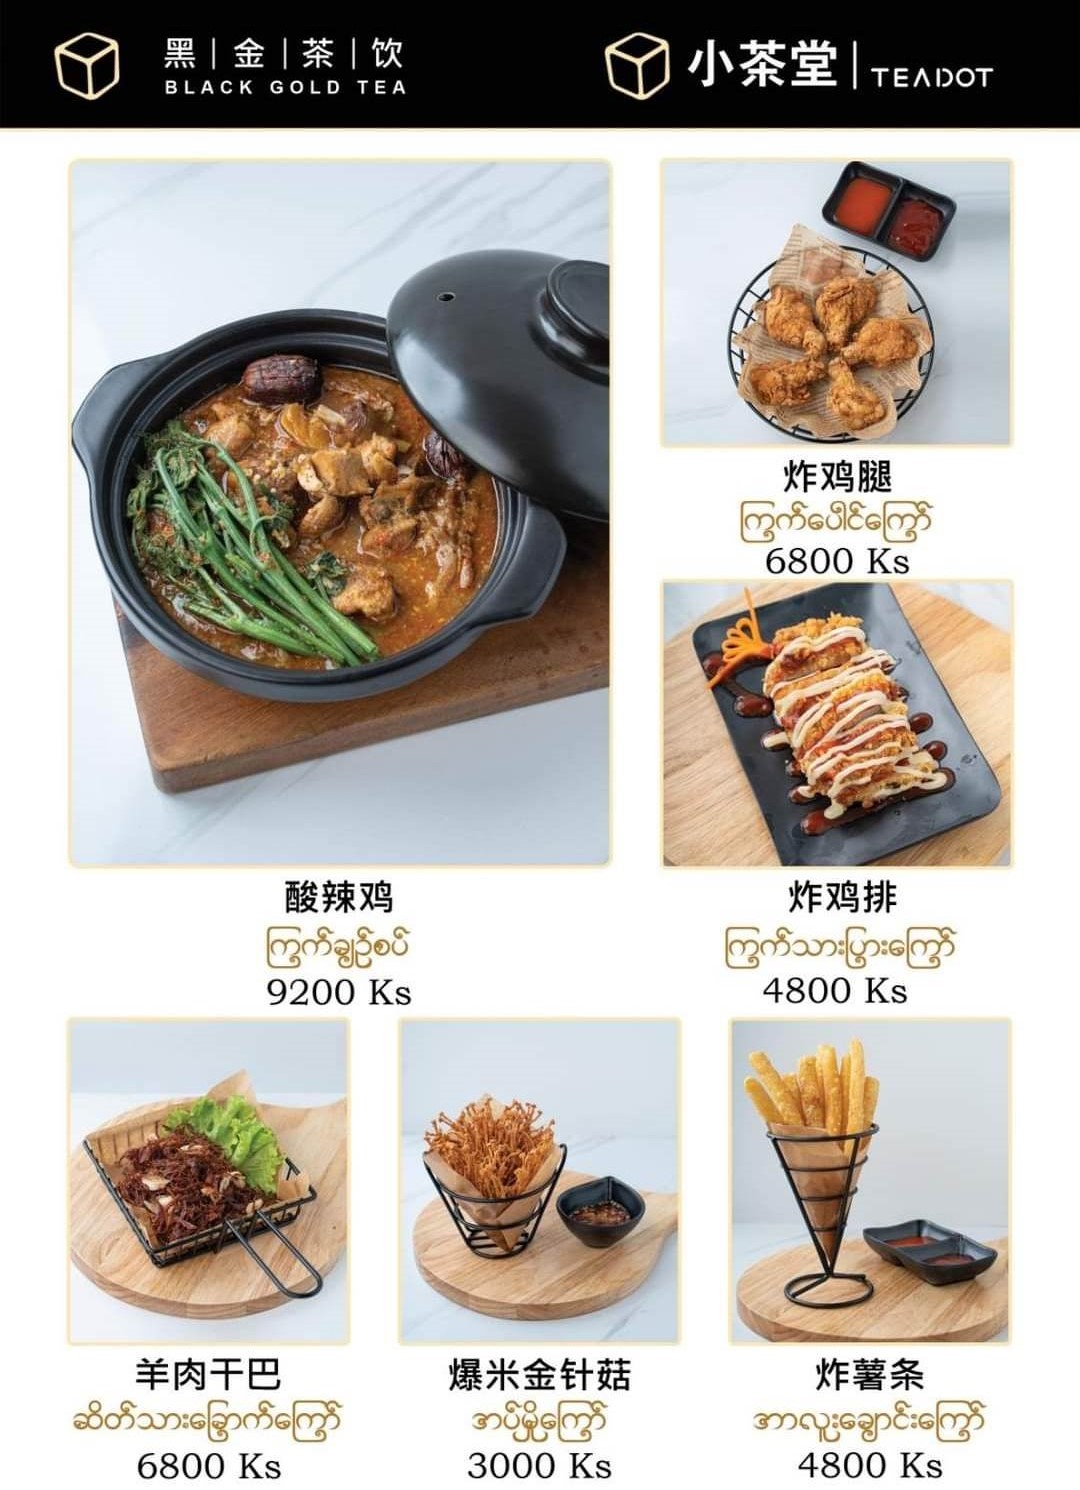 黑|金|茶|饮
BLACK GOLD TEA
小茶堂|TEADOT
炸鸡腿
ကြက်ပေါင်ကြော်
6800 Ks
酸辣鸡
ကြက်ချဉ်စပ်
9200 Ks
炸鸡排
ကြက်သားပြားကြော်
4800 Ks
羊肉干巴
ဆိတ်သားခြောက်ကြော်
6800 Ks
爆米金针菇
အပ်မှိုကြော်
3000 Ks
炸薯条
အာလူးချောင်းကြော်
4800 Ks